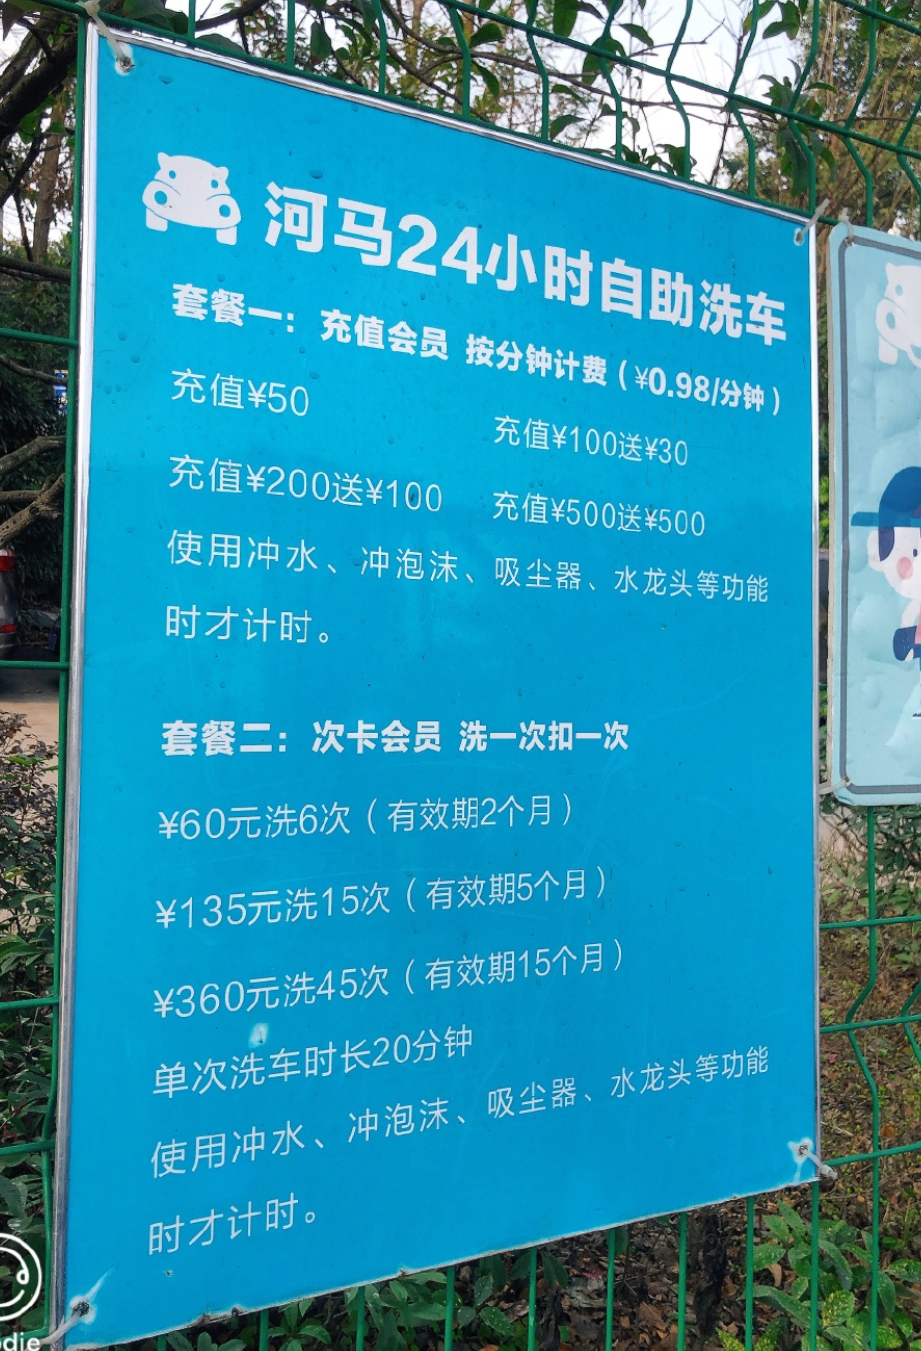 河马24小时自助洗车
套餐一：充值会员 按分钟计费（¥0.98/分钟）
充值¥50
充值¥100送¥30
充值¥200送¥100
充值¥500送¥500
使用冲水、冲泡沫、吸尘器、水龙头等功能
时才计时。
套餐二：次卡会员 洗一次扣一次
¥60元洗6次（有效期2个月）
¥135元洗15次（有效期5个月）
¥360元洗45次（有效期15个月）
单次洗车时长20分钟
使用冲水、冲泡沫、吸尘器、水龙头等功能
时才计时。